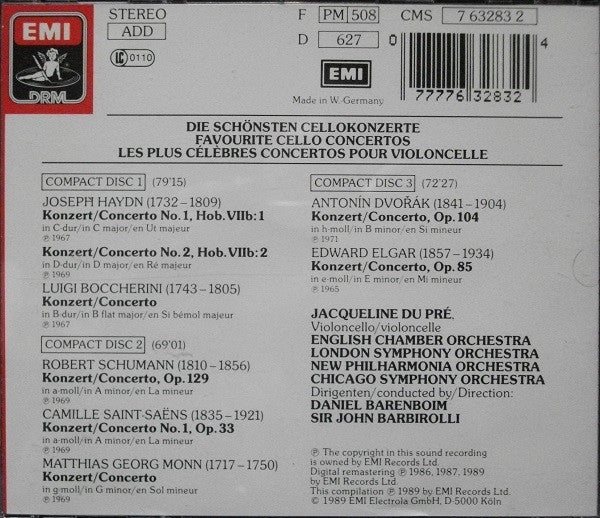 EMI
DRM
STEREO
ADD
LC 0110
F PM 508 CMS 7 63283 2
D 627
EMI
Made in W. Germany
0 77776 32832 4
DIE SCHÖNSTEN CELLOKONZERTE
FAVOURITE CELLO CONCERTOS
LES PLUS CÉLÈBRES CONCERTOS POUR VIOLONCELLE
COMPACT DISC 1 (79'15)
JOSEPH HAYDN (1732–1809)
Konzert/Concerto No. 1, Hob. VIIb: 1
in C-dur/in C major/en Ut majeur
℗ 1967
Konzert/Concerto No. 2, Hob. VIIb: 2
in D-dur/in D major/en Ré majeur
℗ 1969
LUIGI BOCCHERINI (1743–1805)
Konzert/Concerto
in B-dur/in B flat major/en Si bémol majeur
℗ 1967
COMPACT DISC 2 (69'01)
ROBERT SCHUMANN (1810–1856)
Konzert/Concerto, Op. 129
in a-moll/in A minor/en La mineur
℗ 1969
CAMILLE SAINT-SAËNS (1835–1921)
Konzert/Concerto No. 1, Op. 33
in a-moll/in A minor/en La mineur
℗ 1969
MATTHIAS GEORG MONN (1717–1750)
Konzert/Concerto
in g-moll/in G minor/en Sol mineur
℗ 1969
COMPACT DISC 3 (72'27)
ANTONÍN DVOŘÁK (1841–1904)
Konzert/Concerto, Op. 104
in h-moll/in B minor/en Si mineur
℗ 1971
EDWARD ELGAR (1857–1934)
Konzert/Concerto, Op. 85
in e-moll/in E minor/en Mi mineur
℗ 1965
JACQUELINE DU PRÉ,
Violoncello/violoncelle
ENGLISH CHAMBER ORCHESTRA
LONDON SYMPHONY ORCHESTRA
NEW PHILHARMONIA ORCHESTRA
CHICAGO SYMPHONY ORCHESTRA
Dirigenten/conducted by/Direction:
DANIEL BARENBOIM
SIR JOHN BARBIROLLI
℗ The copyright in this sound recording
is owned by EMI Records Ltd.
Digital remastering ℗ 1986, 1987, 1989
by EMI Records Ltd.
This compilation ℗ 1989 by EMI Records Ltd.
© 1989 EMI Electrola GmbH, D-5000 Köln